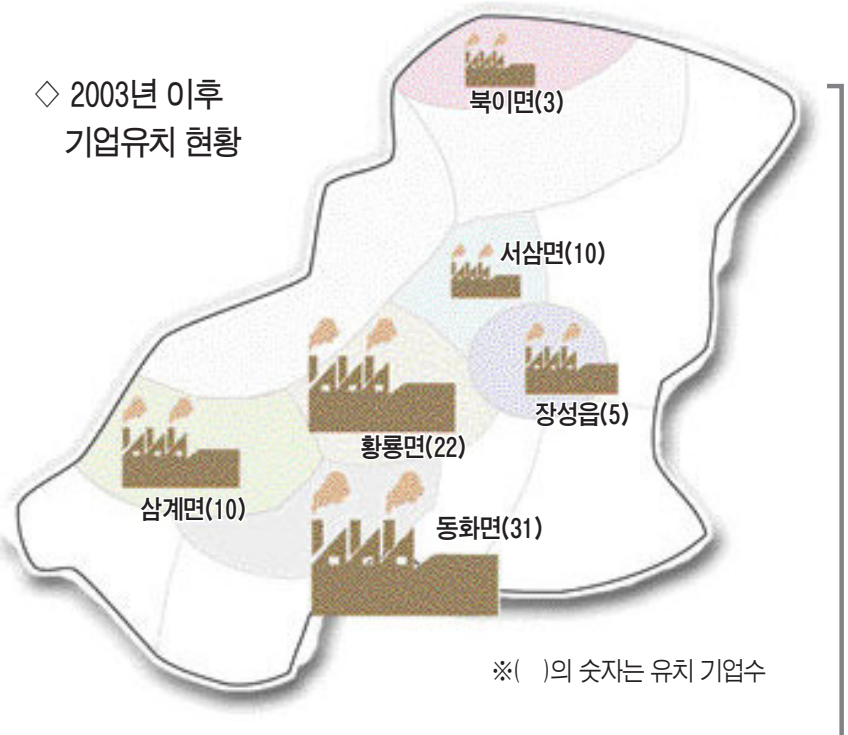 ◇ 2003년 이후
기업유치 현황
북이면(3)
서삼면(10)
장성읍(5)
황룡면(22)
삼계면(10)
동화면(31)
※( )의 숫자는 유치 기업수